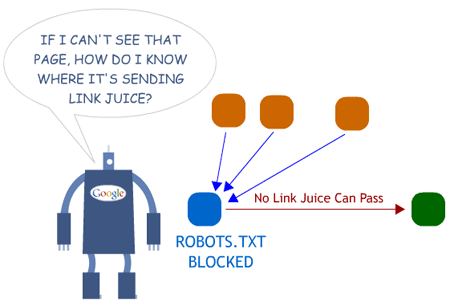 IF I CAN'T SEE THAT
PAGE, HOW DO I KNOW
WHERE IT'S SENDING
LINK JUICE?
Google
No Link Juice Can Pass
ROBOTS.TXT
BLOCKED